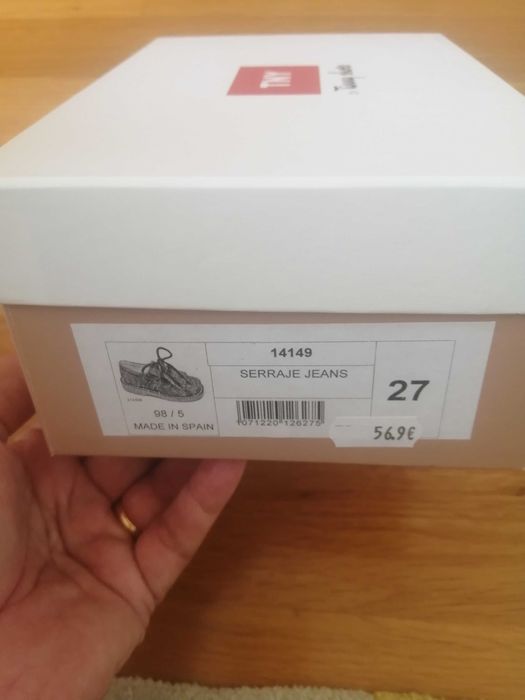 TNY
14149
SERRAJE JEANS
27
98 / 5
MADE IN SPAIN
56.9€